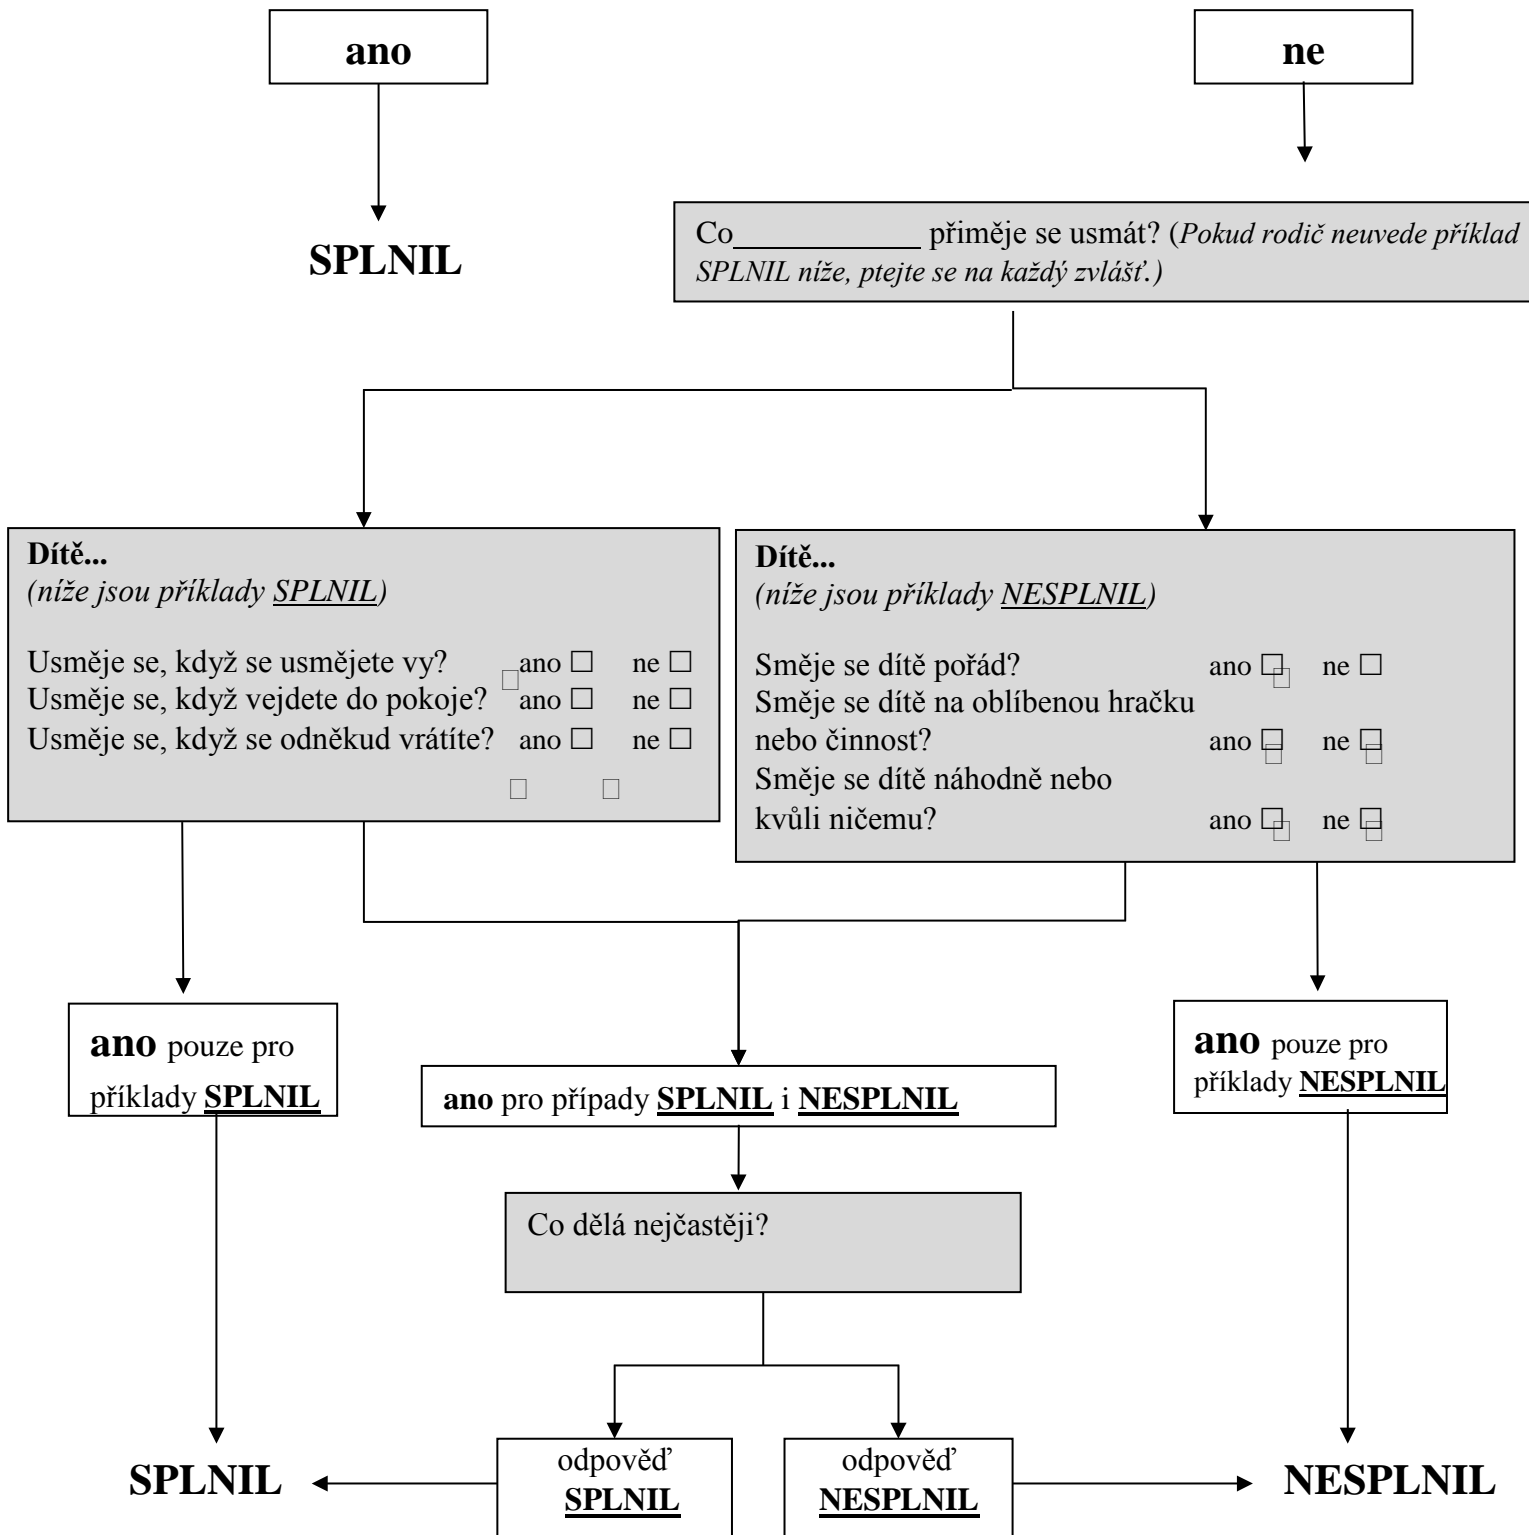 ano
ne
SPLNIL
Co____________ přiměje se usmát? (Pokud rodič neuvede příklad
SPLNIL níže, ptejte se na každý zvlášť.)
Dítě...
(níže jsou příklady SPLNIL)
Usměje se, když se usmějete vy? ano ☐ ne ☐
Usměje se, když vejdete do pokoje? ano ☐ ne ☐
Usměje se, když se odněkud vrátíte? ano ☐ ne ☐
Dítě...
(níže jsou příklady NESPLNIL)
Směje se dítě pořád? ano ☐ ne ☐
Směje se dítě na oblíbenou hračku
nebo činnost? ano ☐ ne ☐
Směje se dítě náhodně nebo
kvůli ničemu? ano ☐ ne ☐
ano pouze pro
příklady SPLNIL
ano pro případy SPLNIL i NESPLNIL
ano pouze pro
příklady NESPLNIL
Co dělá nejčastěji?
SPLNIL
odpověď
SPLNIL
odpověď
NESPLNIL
NESPLNIL